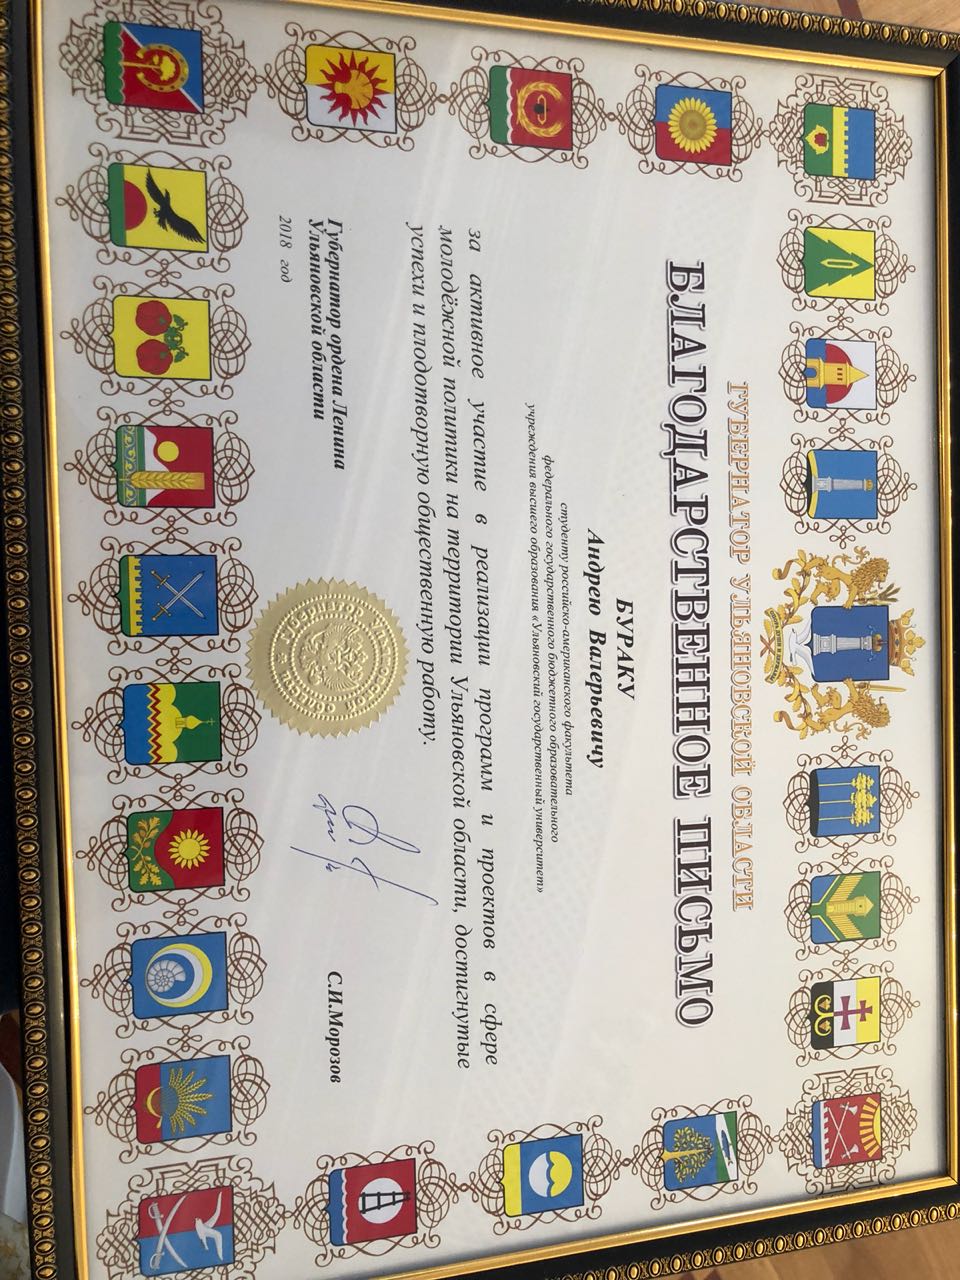 ГУБЕРНАТОР УЛЬЯНОВСКОЙ ОБЛАСТИ
БЛАГОДАРСТВЕННОЕ ПИСЬМО
БУРАКУ
Андрею Валерьевичу
студенту российско-американского факультета
федерального государственного бюджетного образовательного
учреждения высшего образования «Ульяновский государственный университет»
за активное участие в реализации программ и проектов в сфере
молодёжной политики на территории Ульяновской области, достигнутые
успехи и плодотворную общественную работу.
Губернатор ордена Ленина
Ульяновской области
С.И.Морозов
2018 год